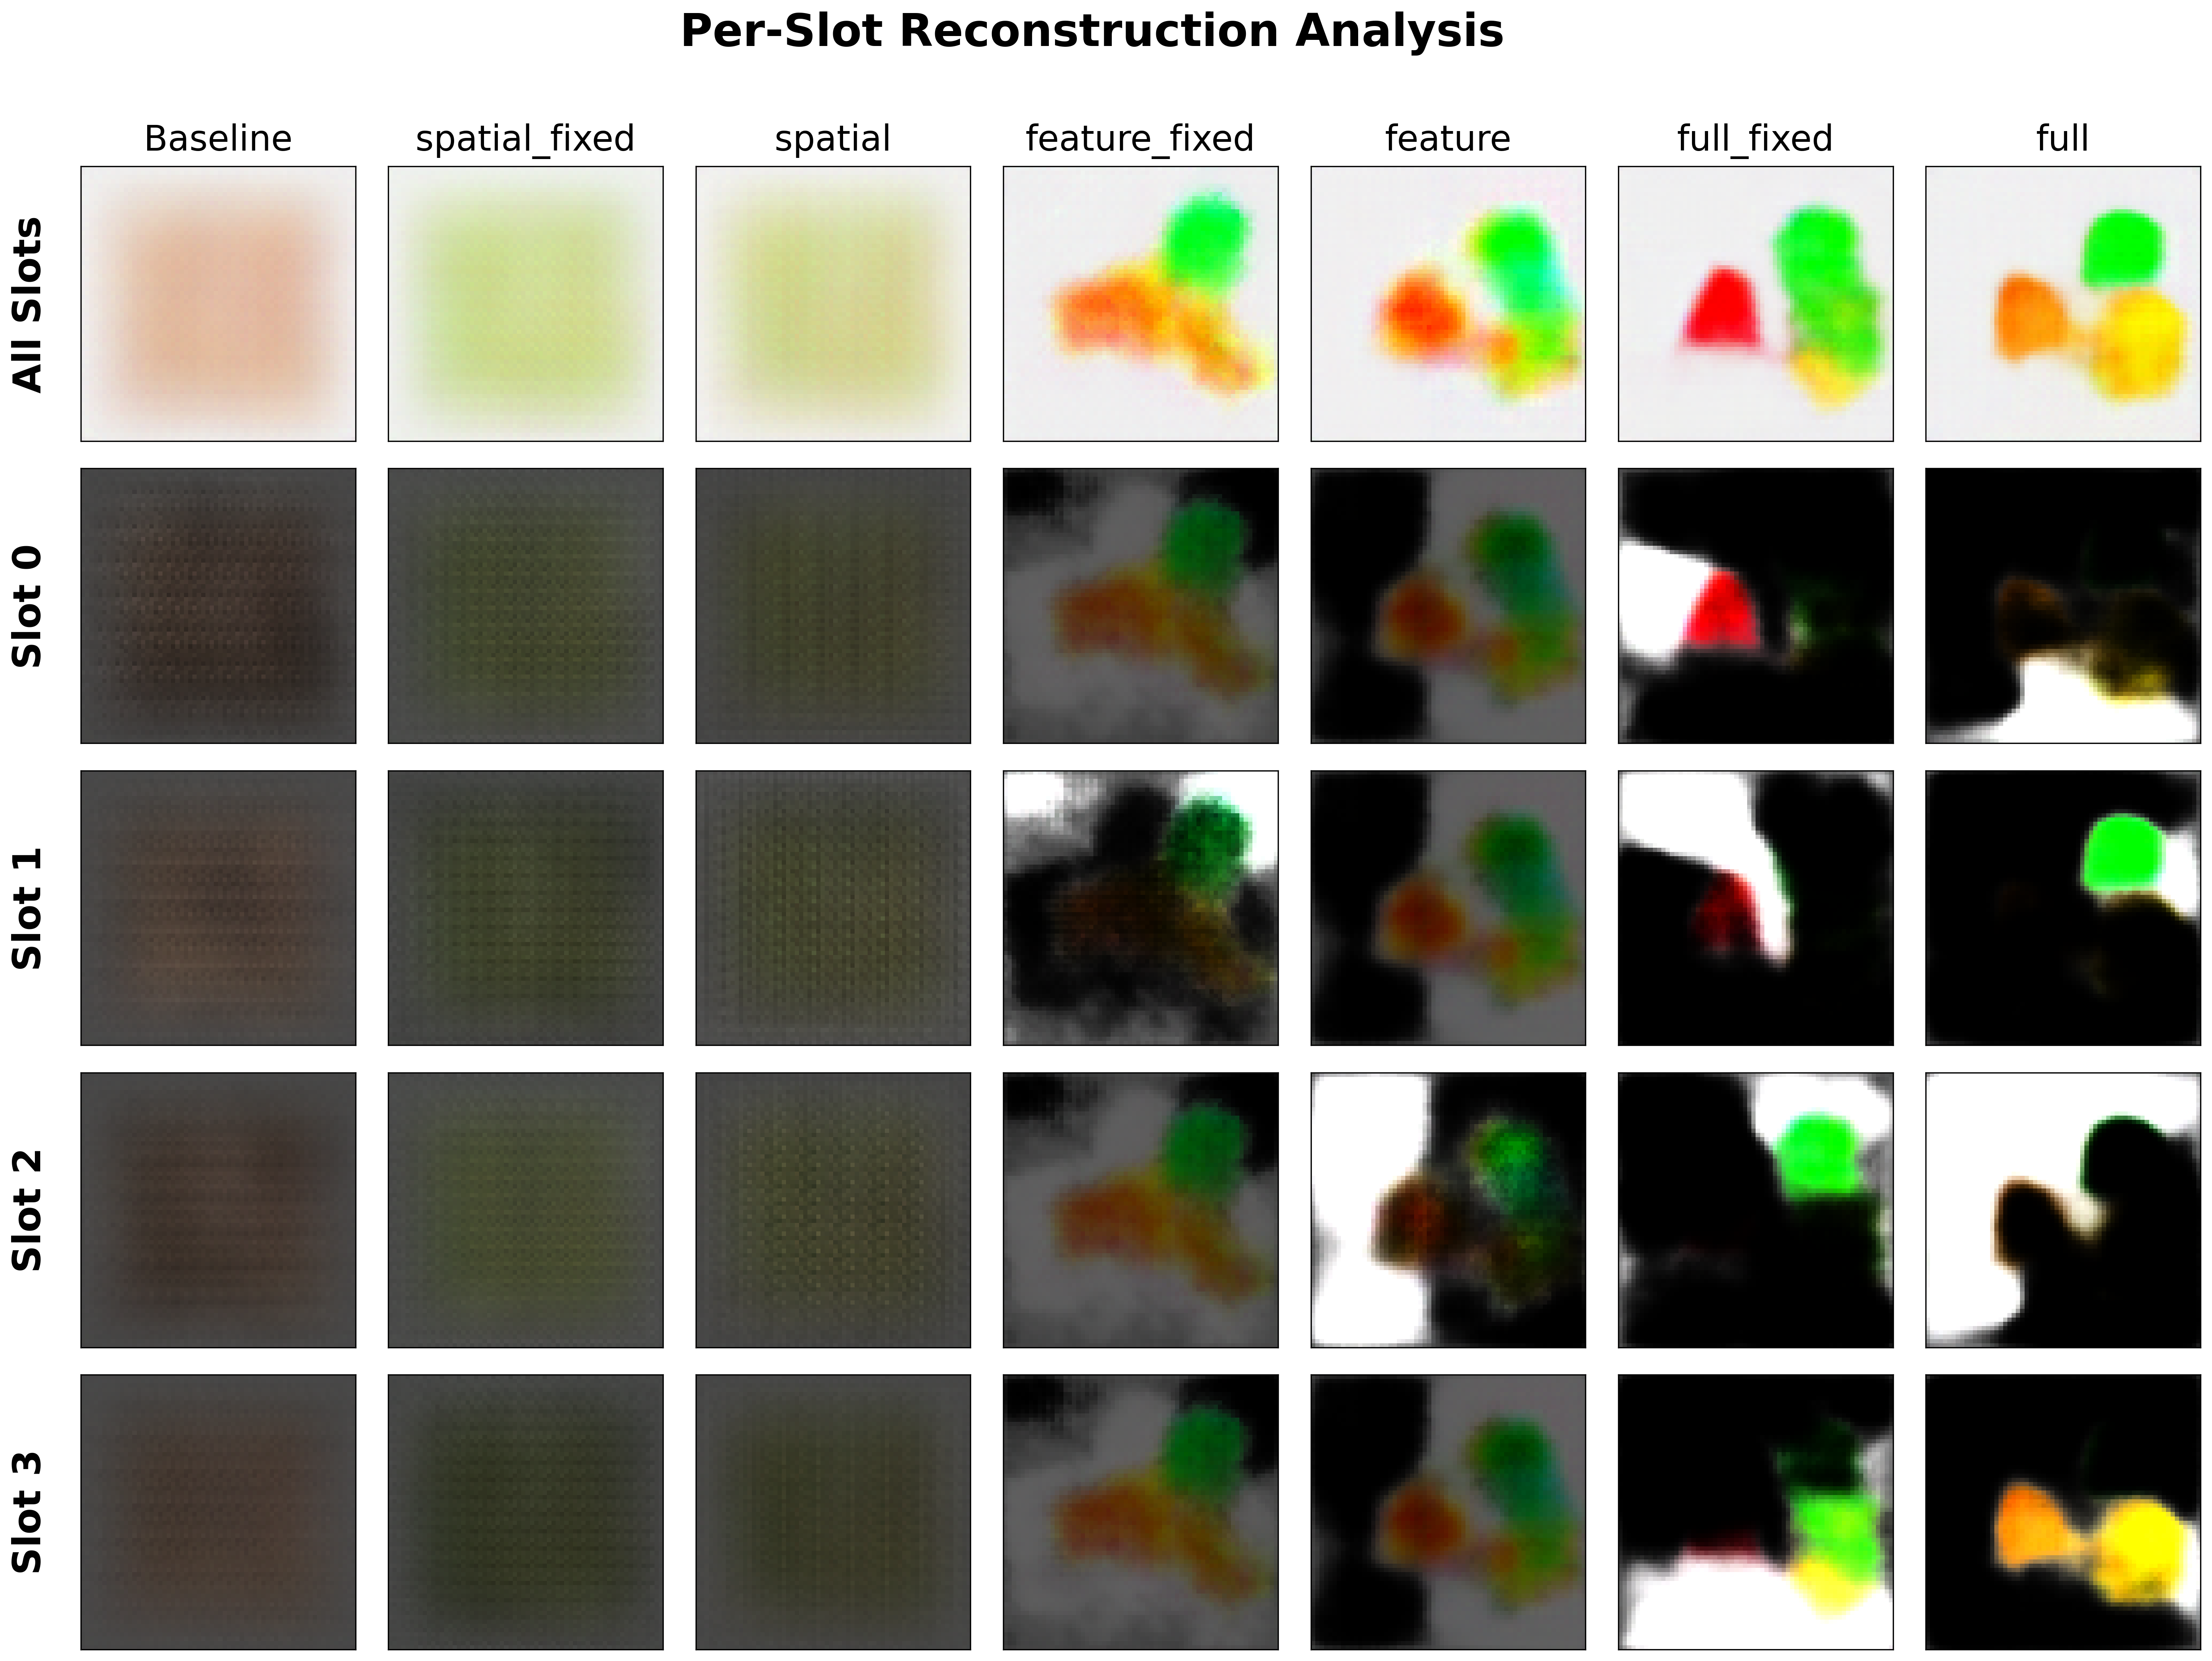 Per-Slot Reconstruction Analysis
Baseline spatial_fixed spatial feature_fixed feature full_fixed full
All Slots
Slot 0
Slot 1
Slot 2
Slot 3